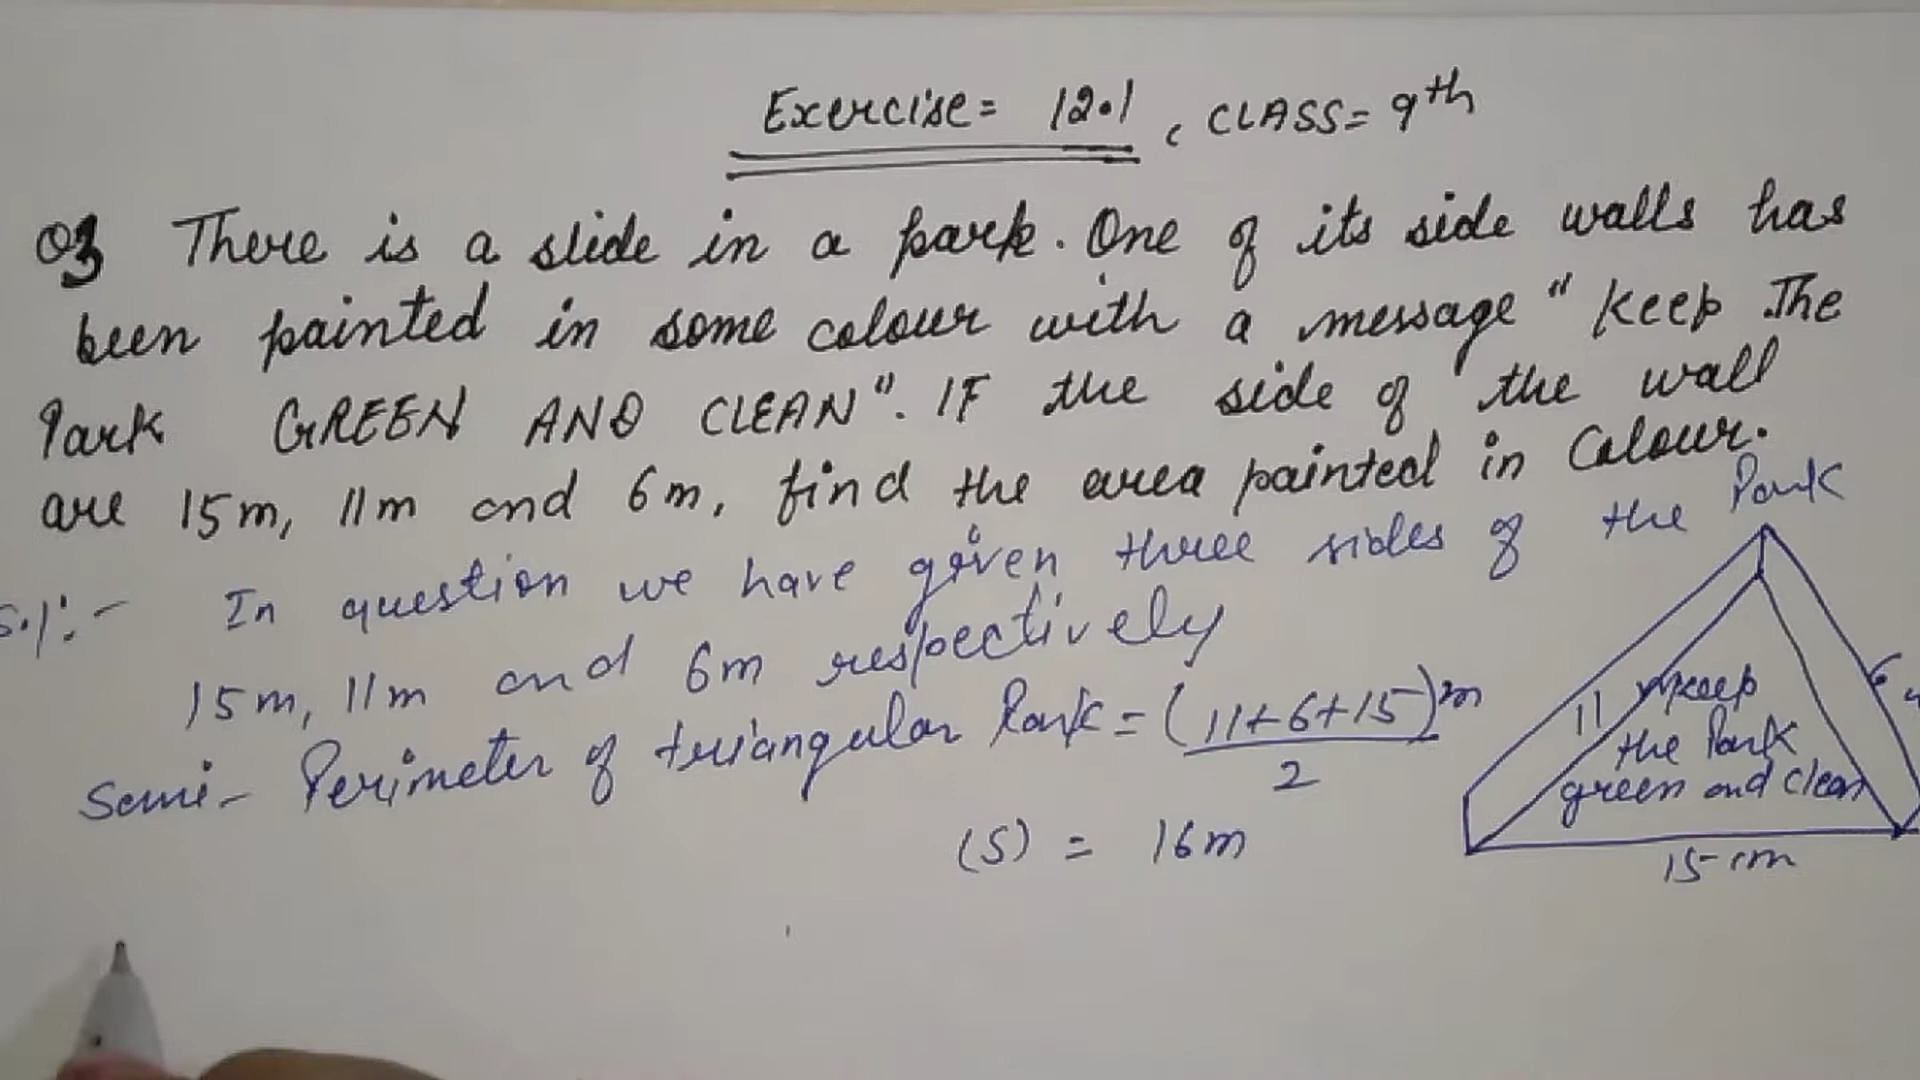 Exercise = 12.1, CLASS = 9th
Q3 There is a slide in a park. One of its side walls has
been painted in some colour with a message "Keep The
Park GREEN AND CLEAN". IF the side of the wall
are 15m, 11m and 6m, find the area painted in Colour.
Sol:- In question we have given three sides of the Park
15m, 11m and 6m respectively
Semi-Perimeter of triangular Park = (11+6+15)m
2
(S) = 16m
11
6
keep
the Park
green and clean
15 cm